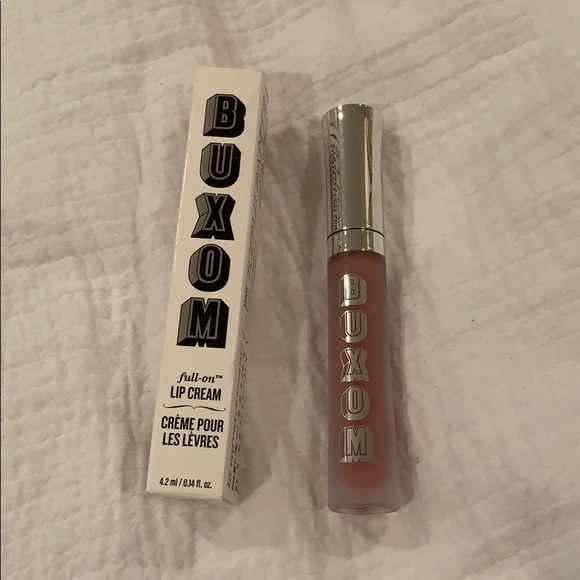 BUXOM
full-on™
LIP CREAM
CRÈME POUR
LES LÈVRES
4.2 ml / 0.14 fl. oz.
BUXOM